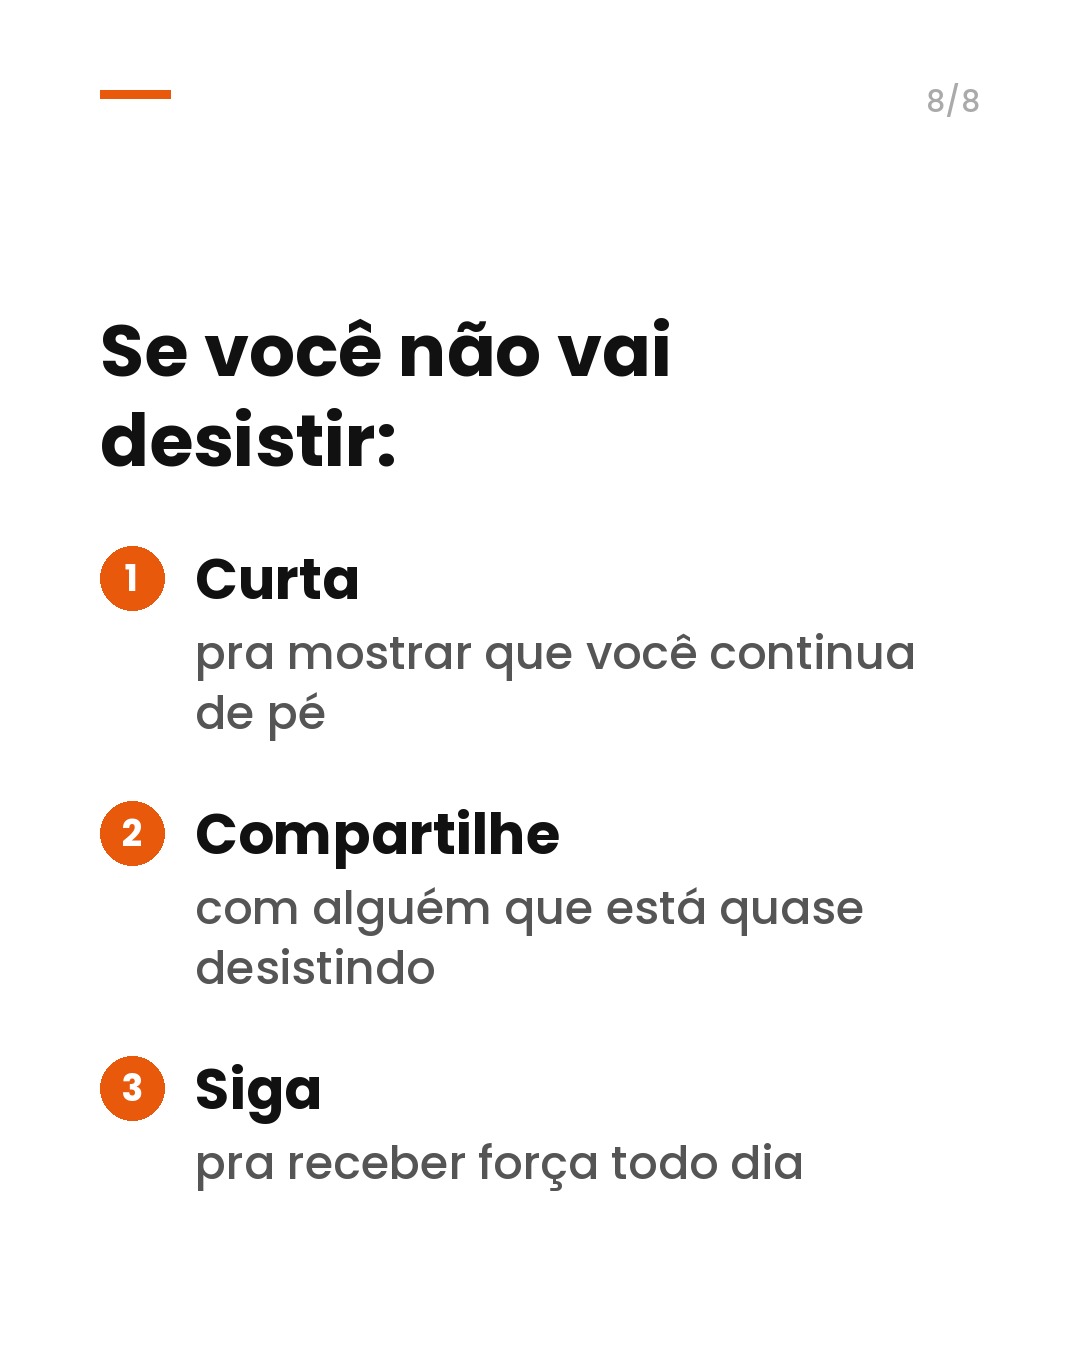 8/8
Se você não vai
desistir:
1 Curta
pra mostrar que você continua
de pé
2 Compartilhe
com alguém que está quase
desistindo
3 Siga
pra receber força todo dia